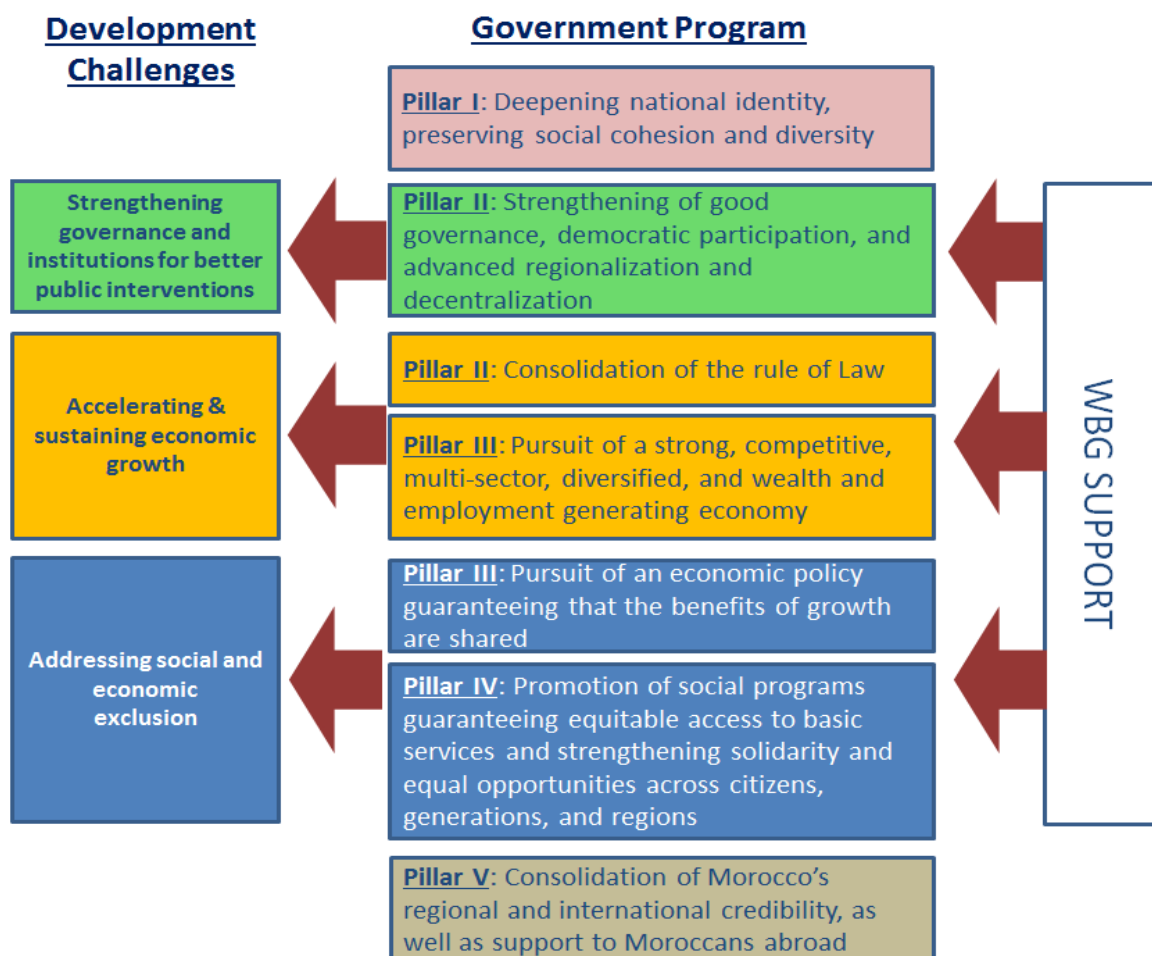 Development
Challenges
Government Program
Pillar I: Deepening national identity,
preserving social cohesion and diversity
Strengthening
governance and
institutions for better
public interventions
Pillar II: Strengthening of good
governance, democratic participation, and
advanced regionalization and
decentralization
Accelerating &
sustaining economic
growth
Pillar II: Consolidation of the rule of Law
Pillar III: Pursuit of a strong, competitive,
multi-sector, diversified, and wealth and
employment generating economy
Addressing social and
economic
exclusion
Pillar III: Pursuit of an economic policy
guaranteeing that the benefits of growth
are shared
Pillar IV: Promotion of social programs
guaranteeing equitable access to basic
services and strengthening solidarity and
equal opportunities across citizens,
generations, and regions
Pillar V: Consolidation of Morocco’s
regional and international credibility, as
well as support to Moroccans abroad
WBG SUPPORT